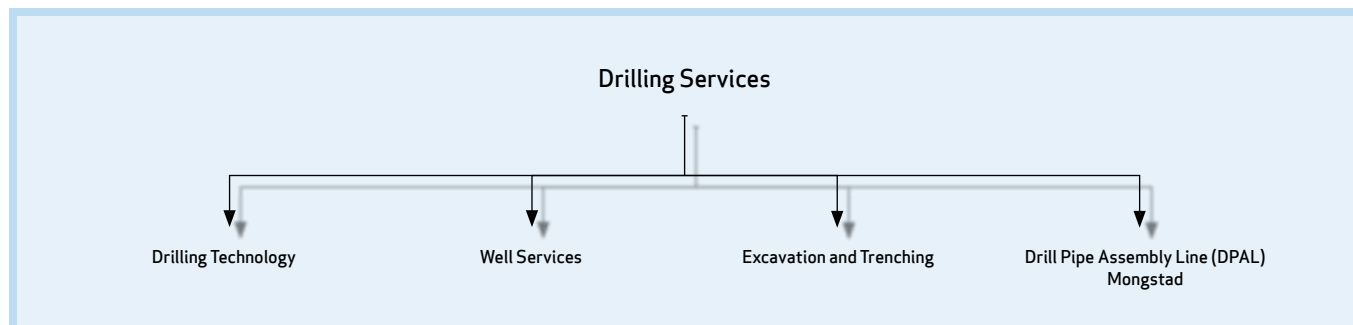 Drilling Services
Drilling Technology
Well Services
Excavation and Trenching
Drill Pipe Assembly Line (DPAL)
Mongstad